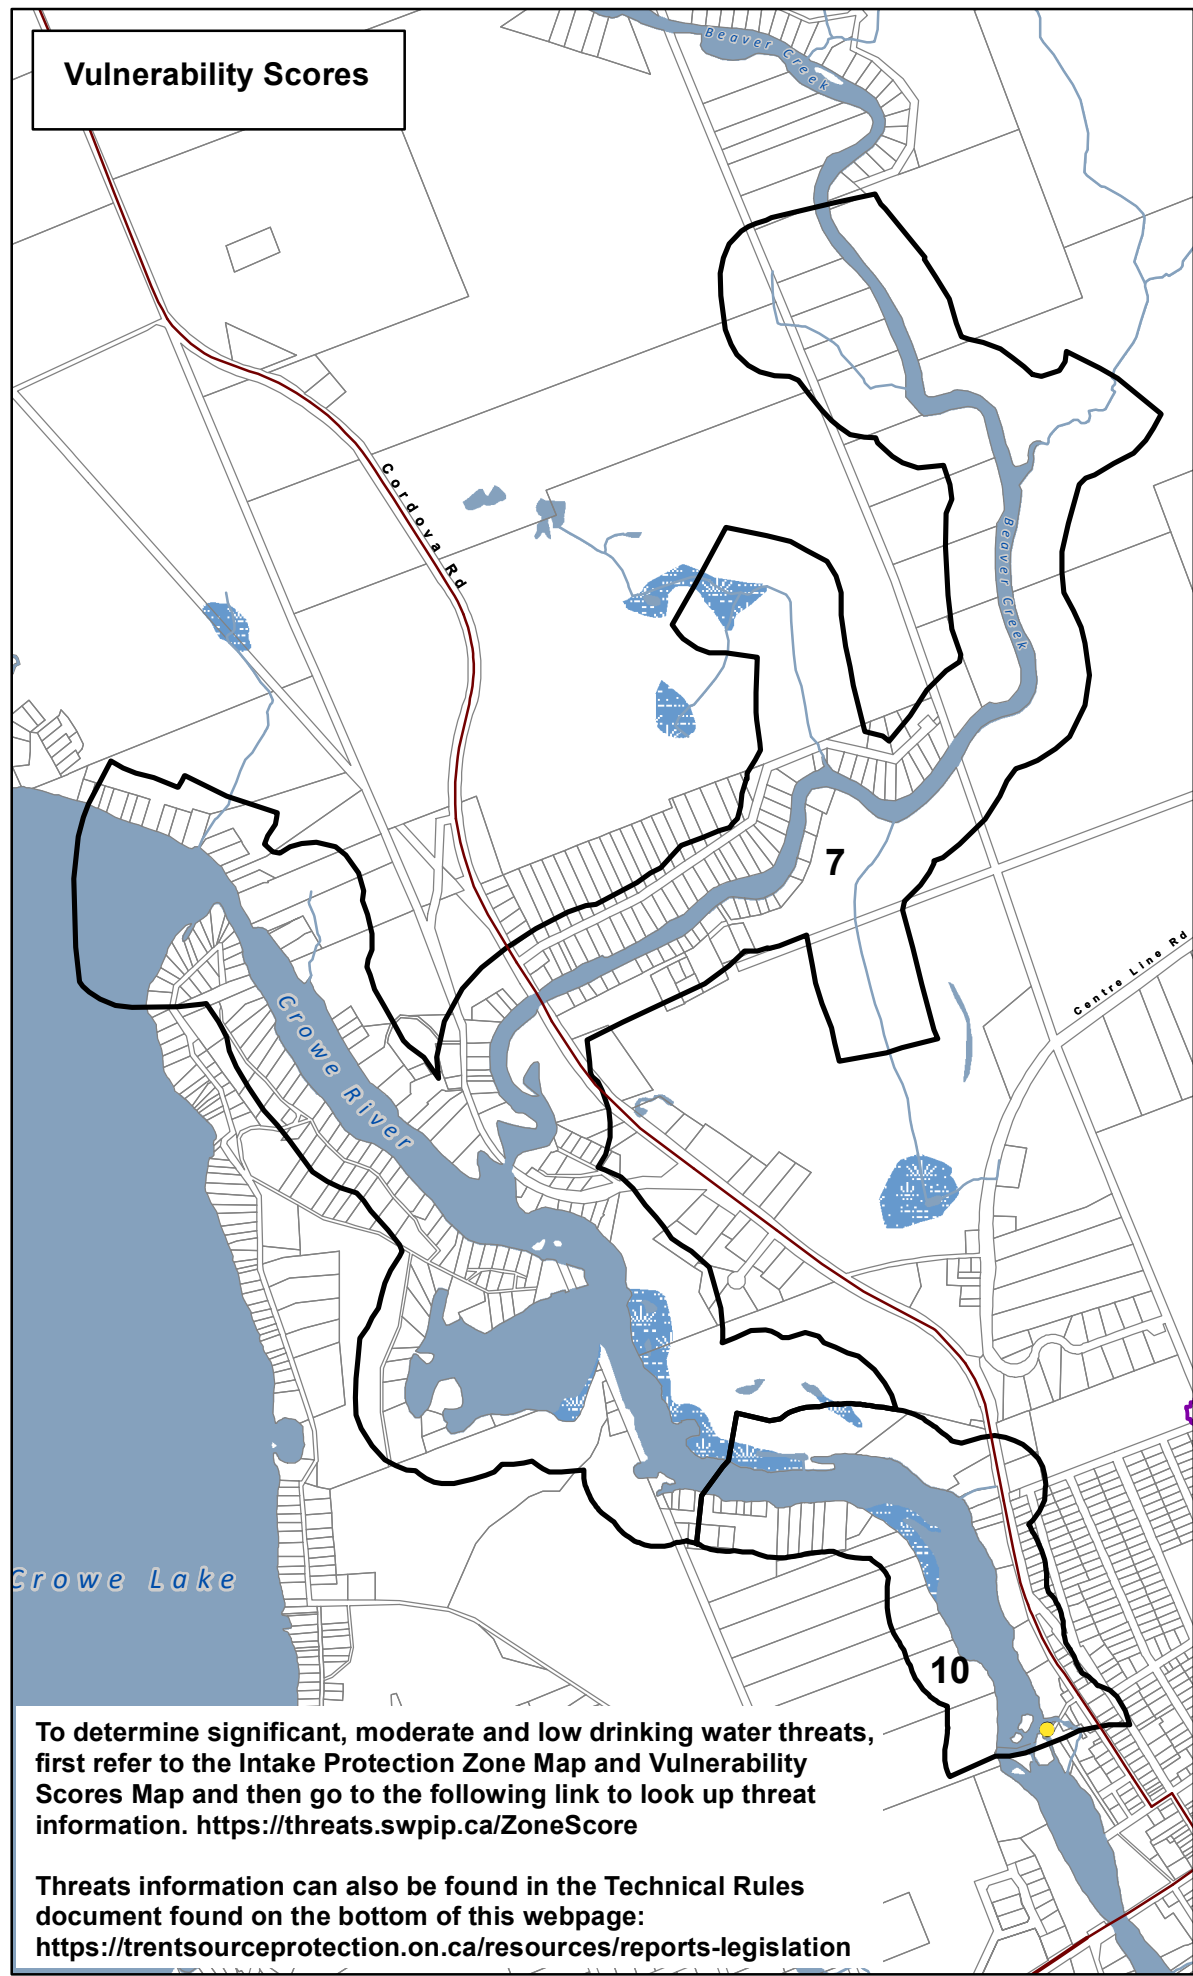 Vulnerability Scores
Beaver Creek
Cordova Rd
Beaver Creek
7
Centre Line Rd
Crowe River
Crowe Lake
10
To determine significant, moderate and low drinking water threats,
first refer to the Intake Protection Zone Map and Vulnerability
Scores Map and then go to the following link to look up threat
information. https://threats.swpip.ca/ZoneScore
Threats information can also be found in the Technical Rules
document found on the bottom of this webpage:
https://trentsourceprotection.on.ca/resources/reports-legislation